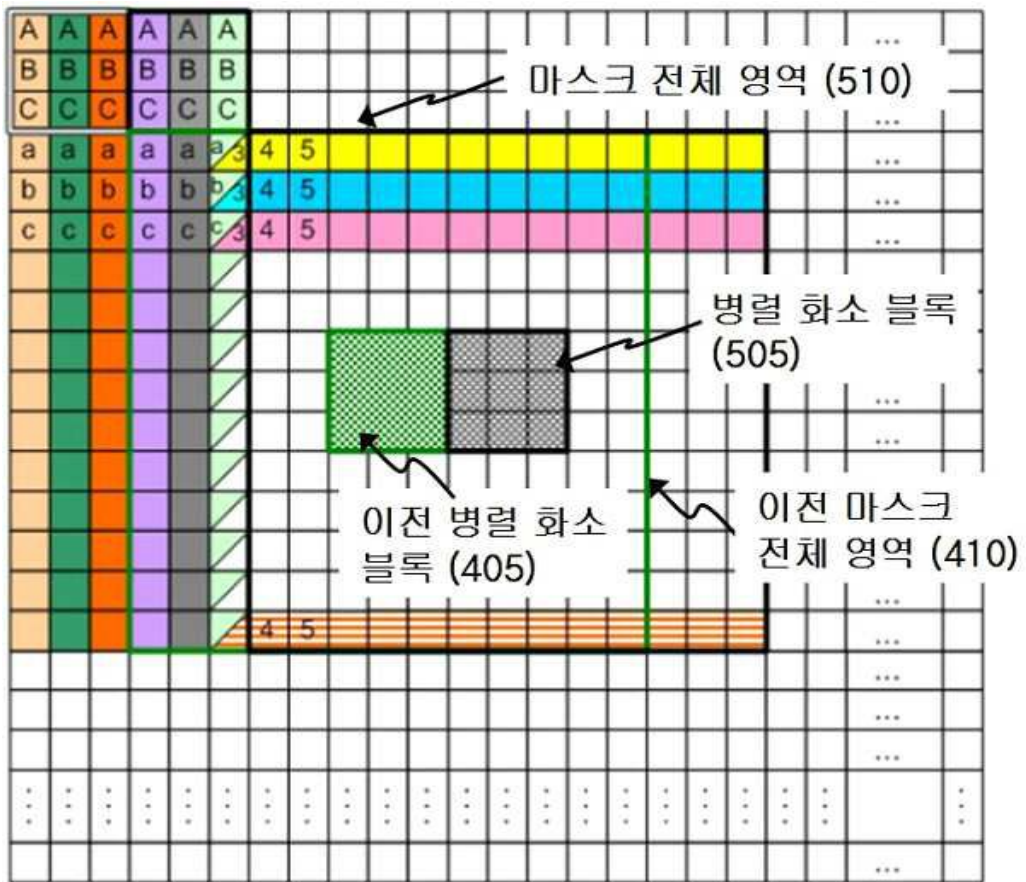 A A A A A A ...
B B B B B B
C C C C C C ...
마스크 전체 영역 (510)
a a a a a a 3 4 5 ...
b b b b b b 3 4 5 ...
c c c c c c 3 4 5 ...
병렬 화소 블록
(505)
...
...
이전 병렬 화소
블록 (405)
이전 마스크
전체 영역 (410)
...
4 5 ...
...
...
...
...